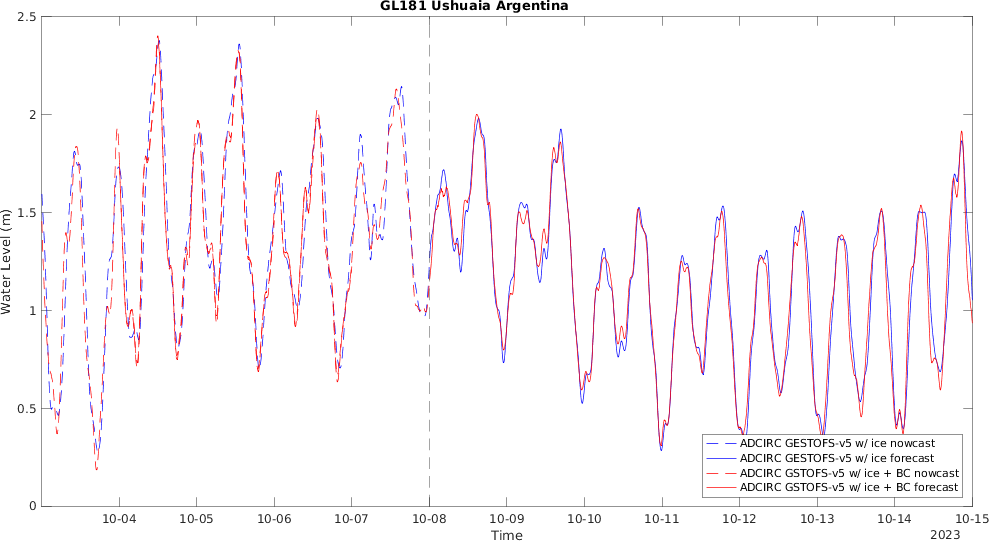 GL181 Ushuaia Argentina
2.5
2
1.5
1
0.5
0
Water Level (m)
10-04
10-05
10-06
10-07
10-08
10-09
10-10
10-11
10-12
10-13
10-14
10-15
Time
2023
ADCIRC GESTOFS-v5 w/ ice nowcast
ADCIRC GESTOFS-v5 w/ ice forecast
ADCIRC GSTOFS-v5 w/ ice + BC nowcast
ADCIRC GSTOFS-v5 w/ ice + BC forecast